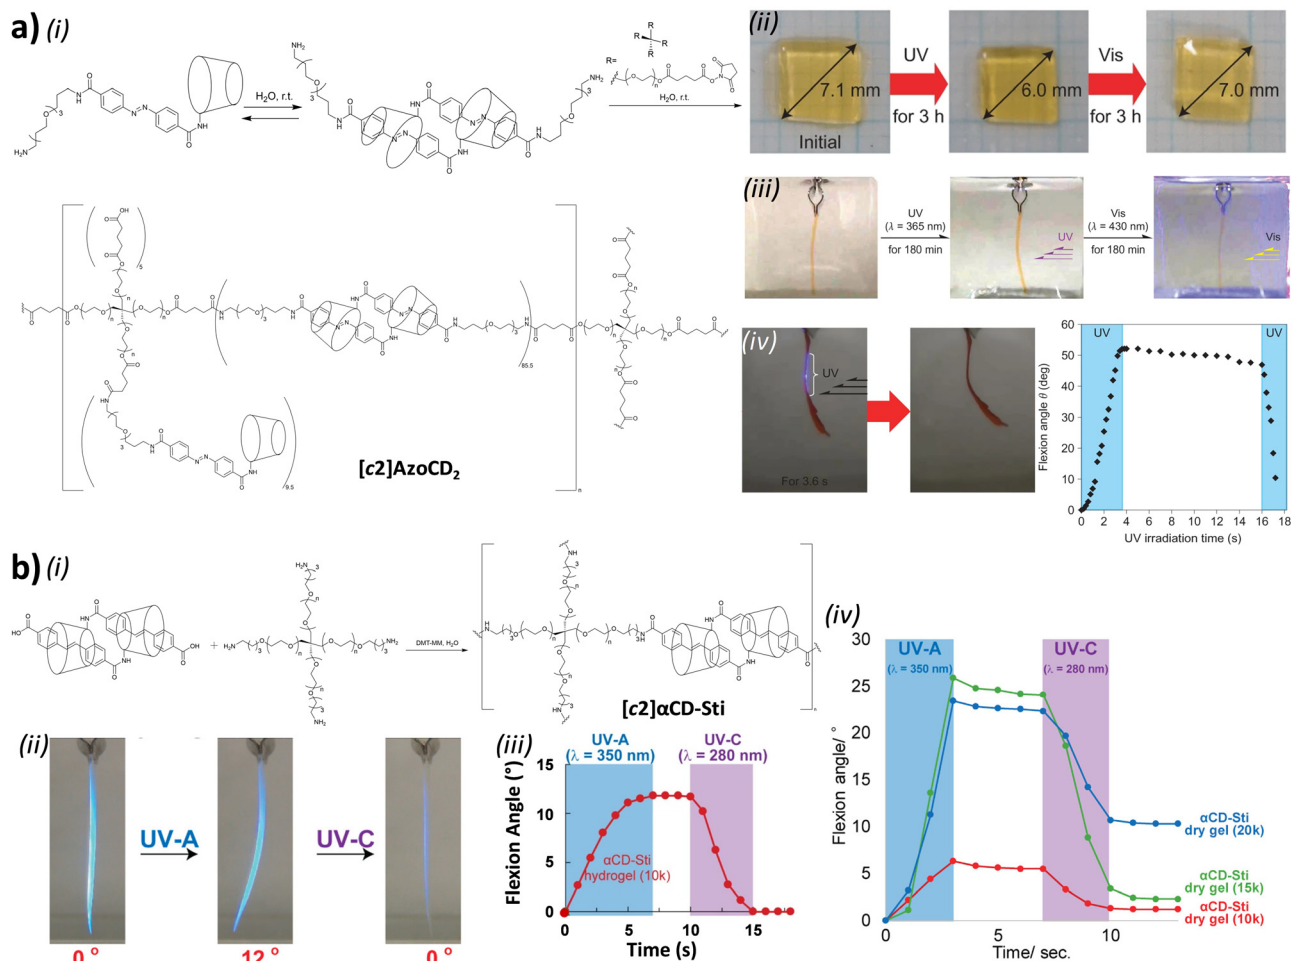 a) (i)
NH₂
H₂O, r.t.
R=
H₂O, r.t.
H₂N
[c2]AzoCD₂
85.5
9.5
(ii)
7.1 mm
Initial
UV
for 3 h
6.0 mm
Vis
for 3 h
7.0 mm
(iii)
UV
(λ = 365 nm)
for 180 min
UV
Vis
(λ = 430 nm)
for 180 min
Vis
(iv)
UV
For 3.6 s
Flexion angle θ (deg)
60
50
40
30
20
10
0
UV
UV
0 2 4 6 8 10 12 14 16 18
UV irradiation time (s)
b) (i)
HO
OH
+
H₂N
NH₂
NH₂
DMT-MM, H₂O
[c2]αCD-Sti
(ii)
0 °
UV-A
12 °
UV-C
0 °
(iii)
UV-A
(λ = 350 nm)
UV-C
(λ = 280 nm)
Flexion Angle (°)
15
10
5
0
αCD-Sti
hydrogel (10k)
0 5 10 15
Time (s)
(iv)
Flexion angle/ °
30
25
20
15
10
5
0
UV-A
(λ = 350 nm)
UV-C
(λ = 280 nm)
αCD-Sti
dry gel (20k)
αCD-Sti
dry gel (15k)
αCD-Sti
dry gel (10k)
0 5 10
Time/ sec.